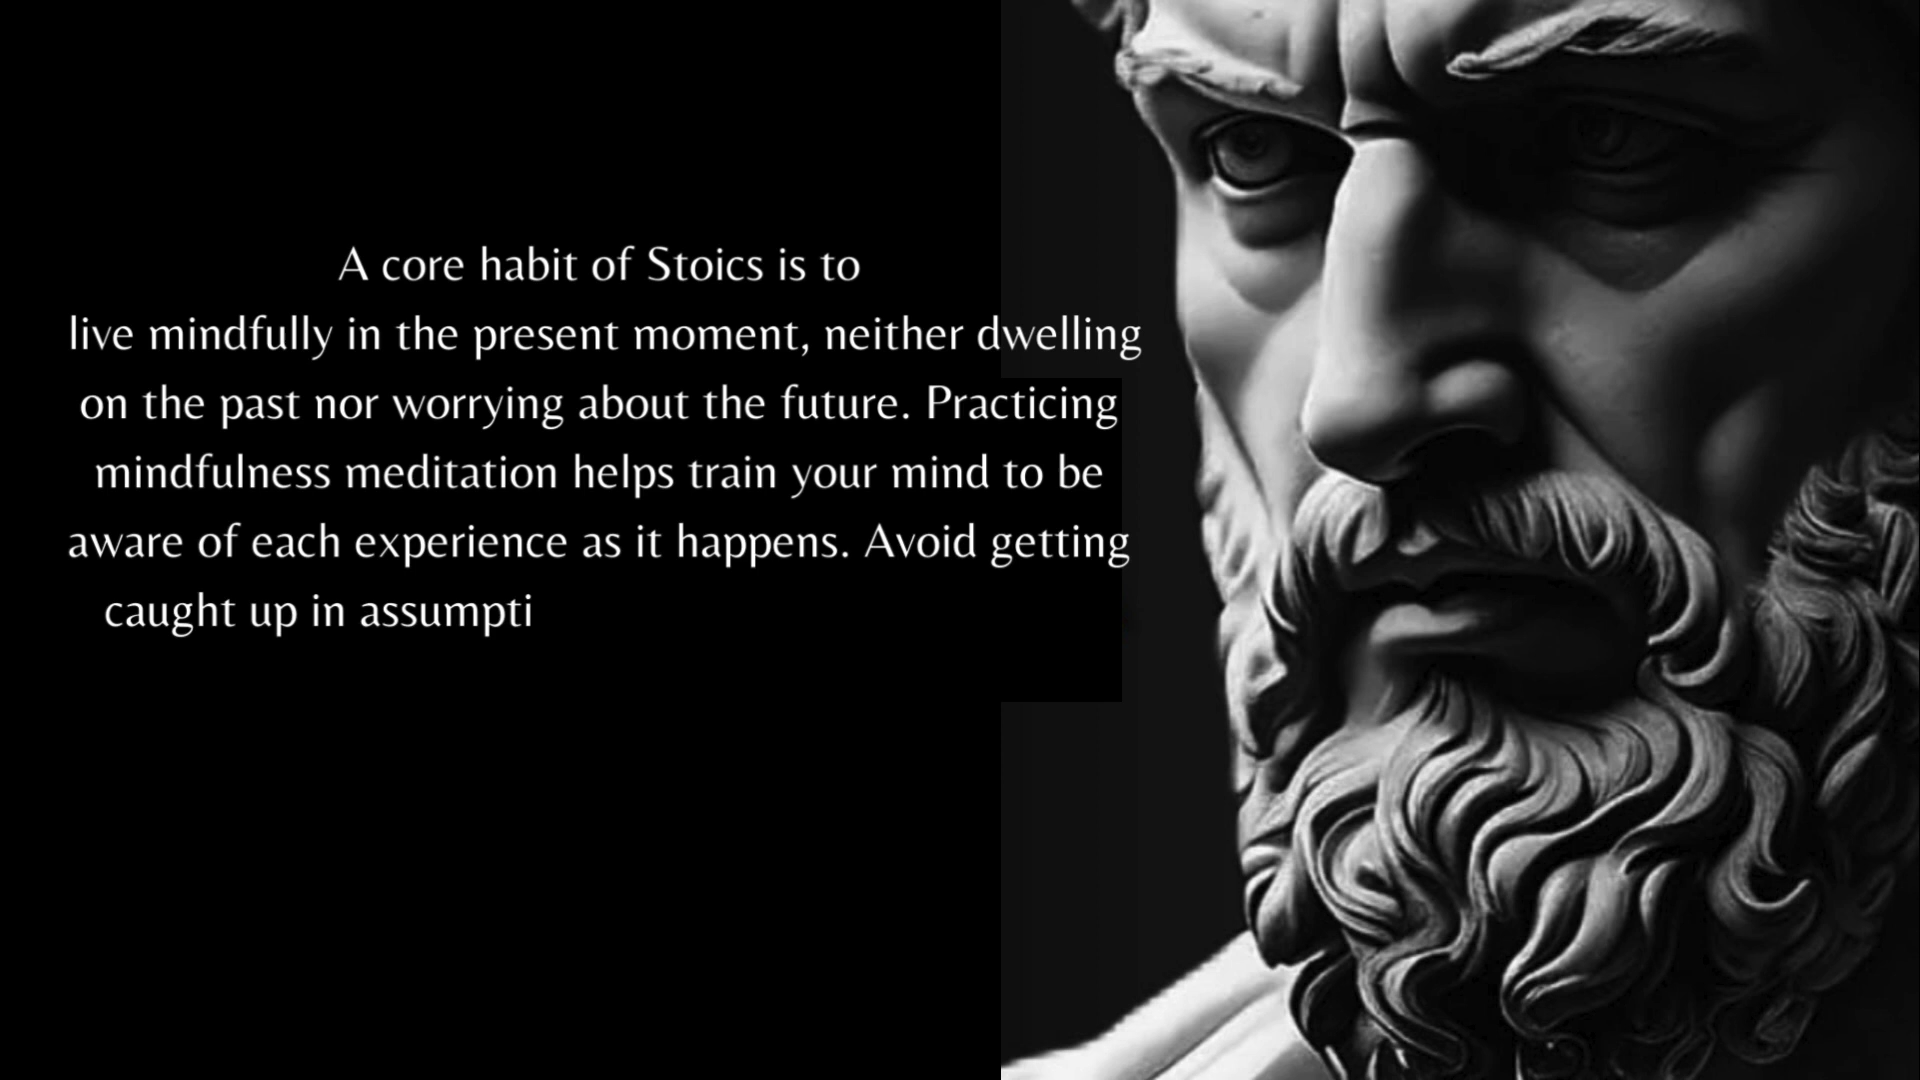 A core habit of Stoics is to
live mindfully in the present moment, neither dwelling
on the past nor worrying about the future. Practicing
mindfulness meditation helps train your mind to be
aware of each experience as it happens. Avoid getting
caught up in assumpti